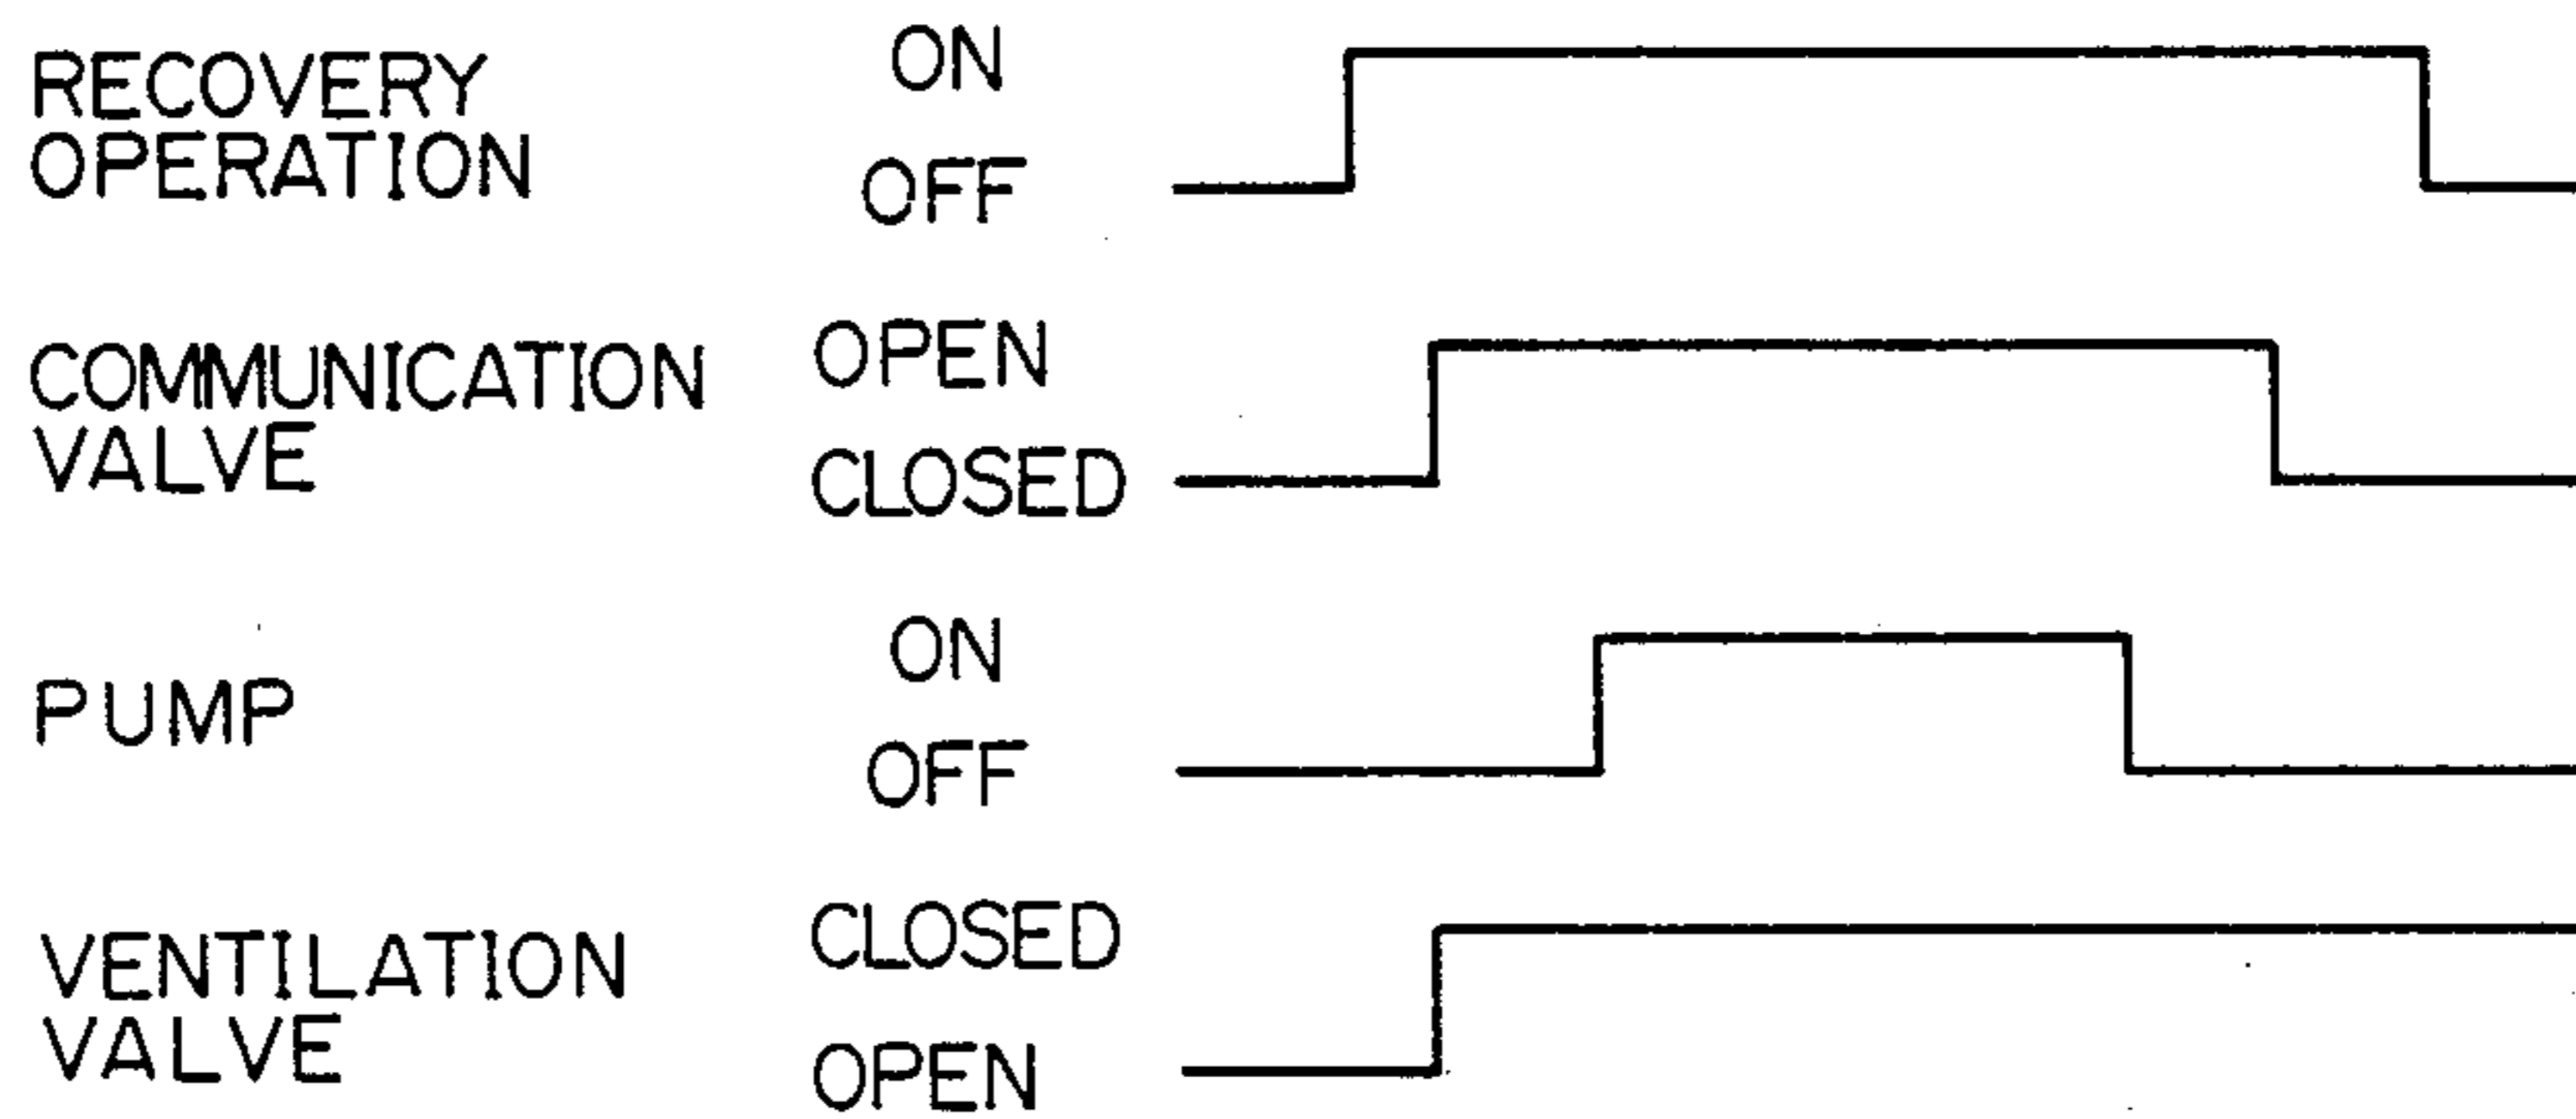 RECOVERY
OPERATION
ON
OFF
COMMUNICATION
VALVE
OPEN
CLOSED
PUMP
ON
OFF
VENTILATION
VALVE
CLOSED
OPEN